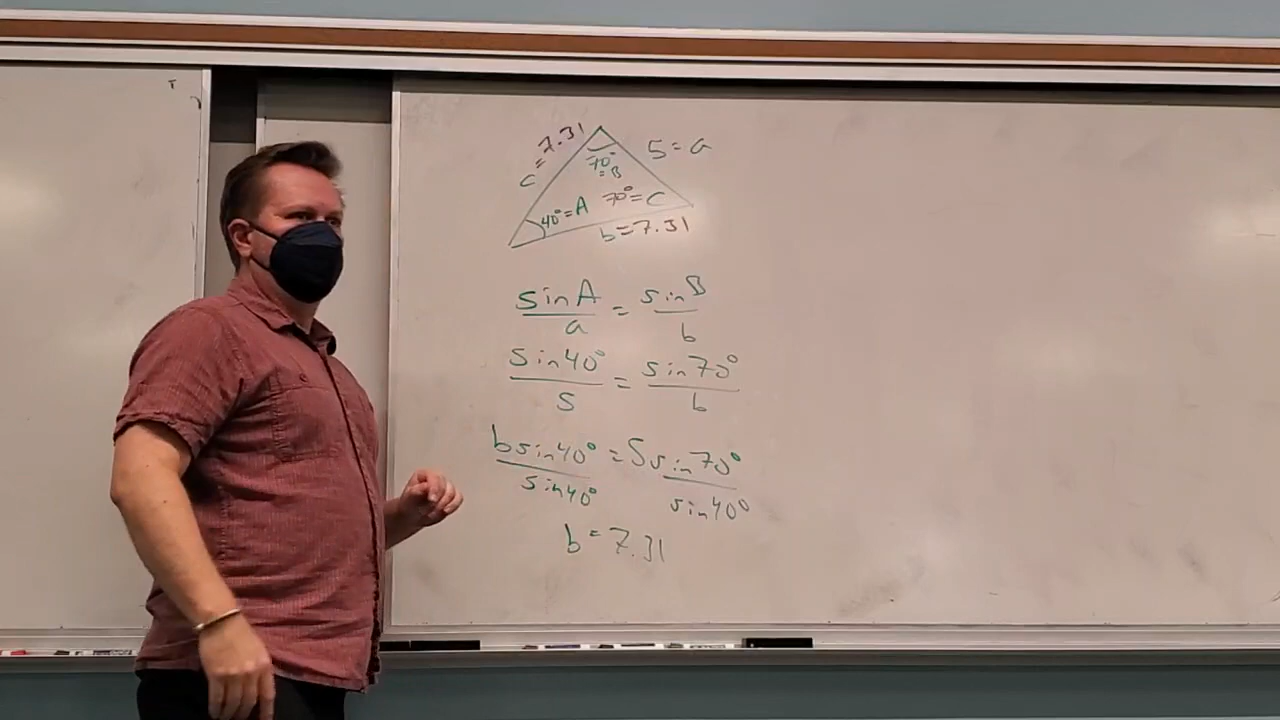 c = 7.31
70° = B
5 = a
40° = A
70° = C
b = 7.31
sin A / a = sin B / b
sin 40° / 5 = sin 70° / b
b sin 40° / sin 40° = 5 sin 70° / sin 40°
b = 7.31